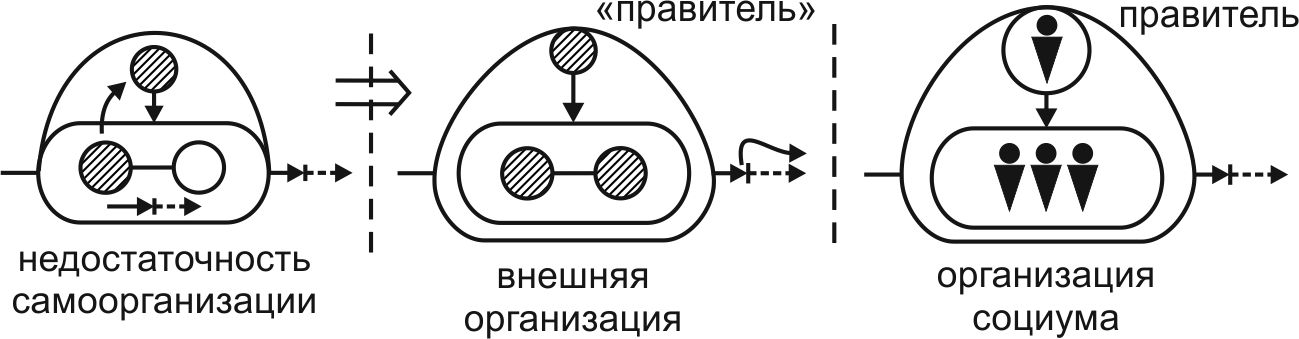 «правитель»
правитель
недостаточность
самоорганизации
внешняя
организация
организация
социума